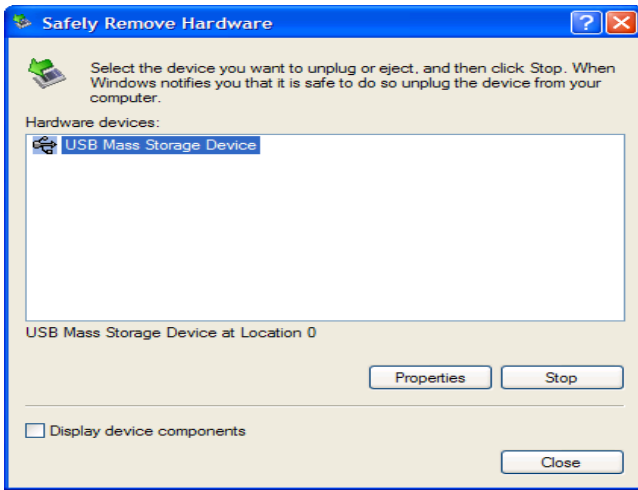 Safely Remove Hardware
Select the device you want to unplug or eject, and then click Stop. When
Windows notifies you that it is safe to do so unplug the device from your
computer.
Hardware devices:
USB Mass Storage Device
USB Mass Storage Device at Location 0
Properties Stop
Display device components
Close